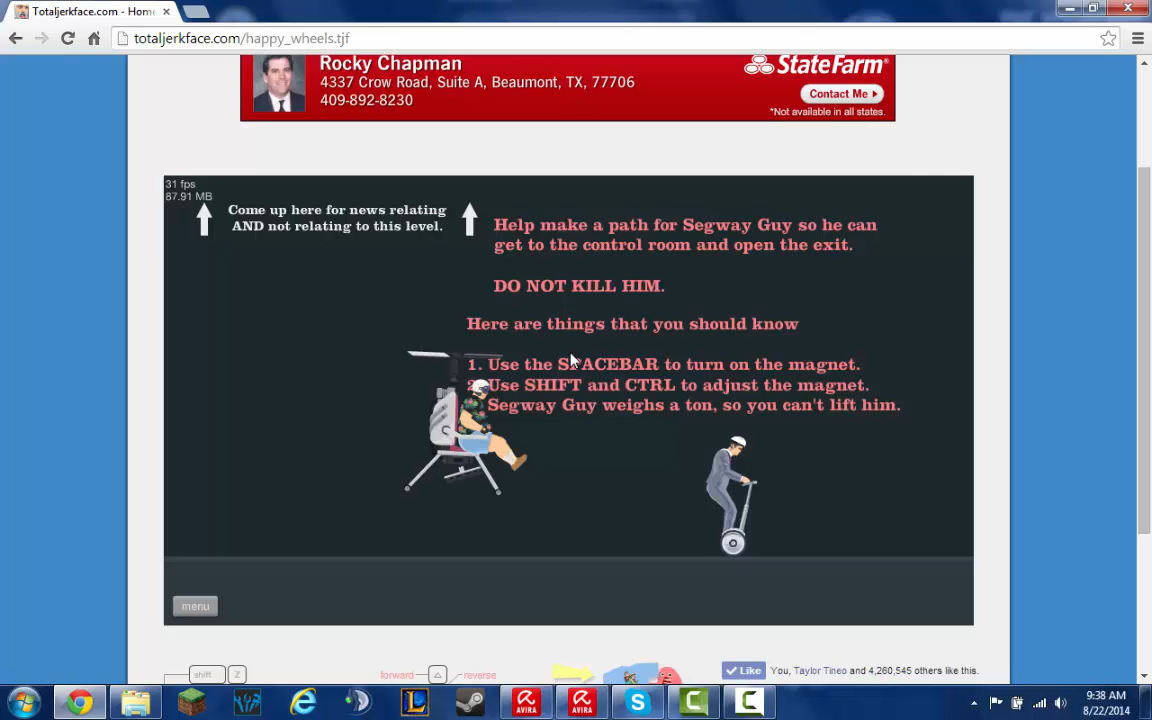 Totaljerkface.com - Hom
totaljerkface.com/happy_wheels.tjf
Rocky Chapman
4337 Crow Road, Suite A, Beaumont, TX, 77706
409-892-8230
StateFarm
Contact Me
*Not available in all states.
31 fps
87.91 MB
Come up here for news relating
AND not relating to this level.
Help make a path for Segway Guy so he can
get to the control room and open the exit.
DO NOT KILL HIM.
Here are things that you should know
1. Use the SPACEBAR to turn on the magnet.
2. Use SHIFT and CTRL to adjust the magnet.
Segway Guy weighs a ton, so you can't lift him.
menu
shift Z
forward
reverse
Like You, Taylor Tineo and 4,260,545 others like this.
AVIRA
AVIRA
9:38 AM
8/22/2014